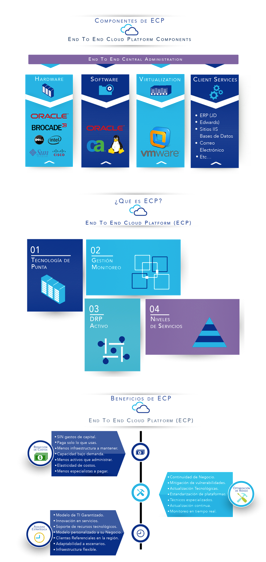 Componentes de ECP
End To End Cloud Platform Components
End To End Central Administration
Hardware
Software
Virtualization
Client Services
ORACLE
BROCADE
DELL
intel
Sun
CISCO
ORACLE
ca
vmware
ERP (JD
Edwards)
Sitios IIS
Bases de Datos
Correo
Electrónico
Etc...
¿Qué es ECP?
End To End Cloud Platform (ECP)
01
Tecnología de
Punta
02
Gestión
Monitoreo
03
DRP
Activo
04
Niveles
de Servicios
Beneficios de ECP
End To End Cloud Platform (ECP)
SIN gastos de capital.
Paga solo lo que usas.
Menos infraestructura a mantener.
Capacidad bajo demanda.
Menos activos que administrar.
Elasticidad de costos.
Menos especialistas a pagar.
Continuidad de Negocio.
Mitigación de vulnerabilidades.
Actualización Tecnológicas.
Estandarización de plataformas.
Técnicos especializados.
Actualización continua.
Monitoreo en tiempo real.
Modelo de TI Garantizado.
Innovación en servicios.
Soporte de recursos tecnológicos.
Modelo personalizado a su Negocio.
Clientes Referenciales en la región.
Adaptabilidad a escenarios.
Infraestructura flexible.